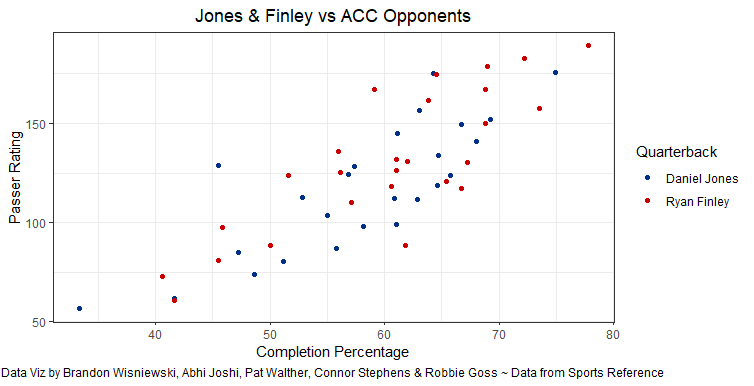 Jones & Finley vs ACC Opponents
Passer Rating
150
100
50
40
50
60
70
80
Completion Percentage
Quarterback
Daniel Jones
Ryan Finley
Data Viz by Brandon Wisniewski, Abhi Joshi, Pat Walther, Connor Stephens & Robbie Goss ~ Data from Sports Reference